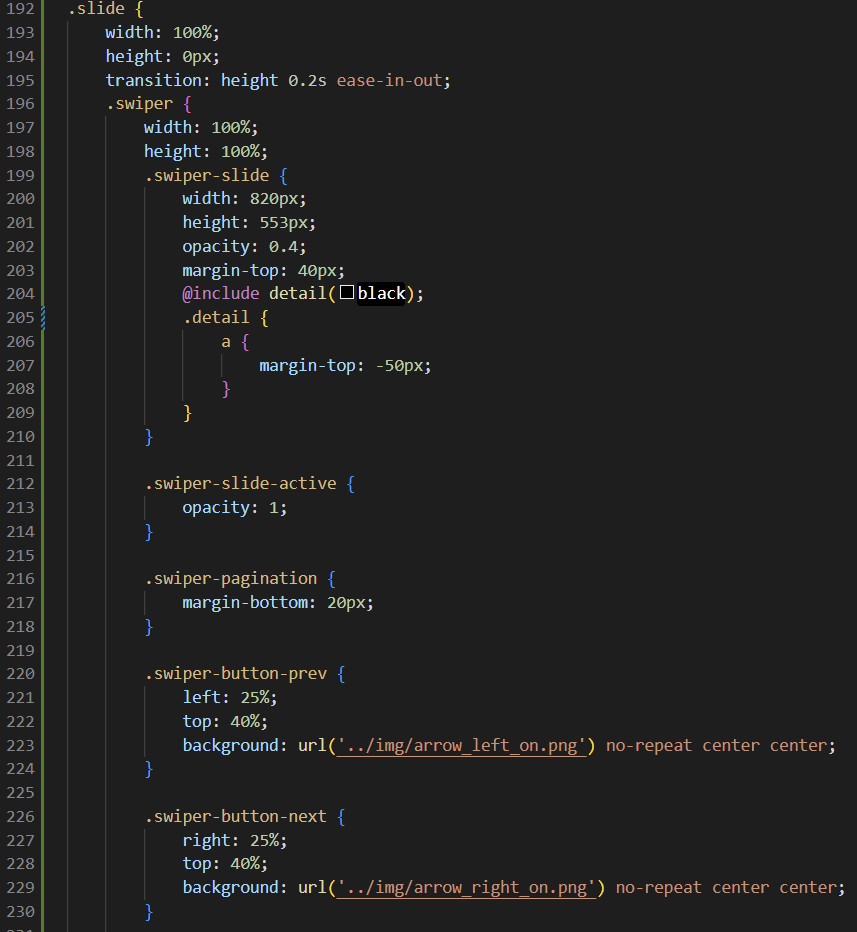 192 .slide {
193 width: 100%;
194 height: 0px;
195 transition: height 0.2s ease-in-out;
196 .swiper {
197 width: 100%;
198 height: 100%;
199 .swiper-slide {
200 width: 820px;
201 height: 553px;
202 opacity: 0.4;
203 margin-top: 40px;
204 @include detail(black);
205 .detail {
206 a {
207 margin-top: -50px;
208 }
209 }
210 }
211
212 .swiper-slide-active {
213 opacity: 1;
214 }
215
216 .swiper-pagination {
217 margin-bottom: 20px;
218 }
219
220 .swiper-button-prev {
221 left: 25%;
222 top: 40%;
223 background: url('../img/arrow_left_on.png') no-repeat center center;
224 }
225
226 .swiper-button-next {
227 right: 25%;
228 top: 40%;
229 background: url('../img/arrow_right_on.png') no-repeat center center;
230 }